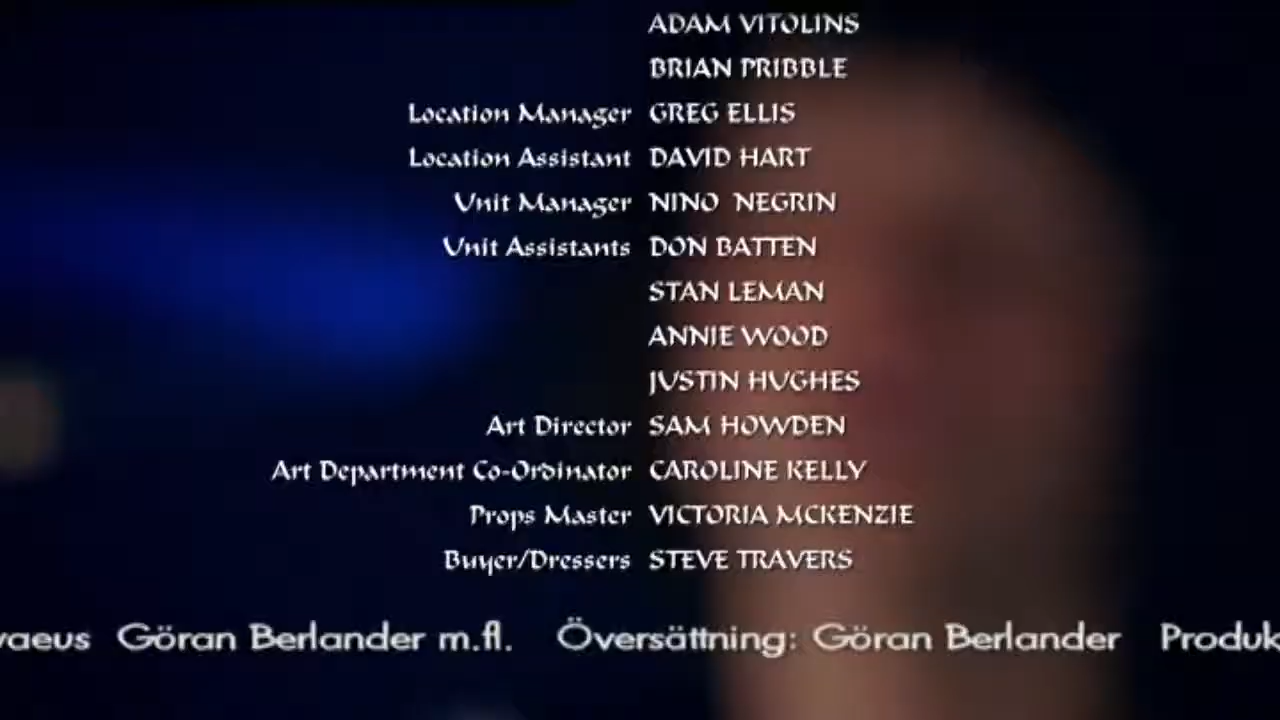 ADAM VITOLINS
BRIAN PRIBBLE
Location Manager GREG ELLIS
Location Assistant DAVID HART
Unit Manager NINO NEGRIN
Unit Assistants DON BATTEN
STAN LEMAN
ANNIE WOOD
JUSTIN HUGHES
Art Director SAM HOWDEN
Art Department Co-Ordinator CAROLINE KELLY
Props Master VICTORIA MCKENZIE
Buyer/Dressers STEVE TRAVERS
Göran Berlander m.fl. Översättning: Göran Berlander